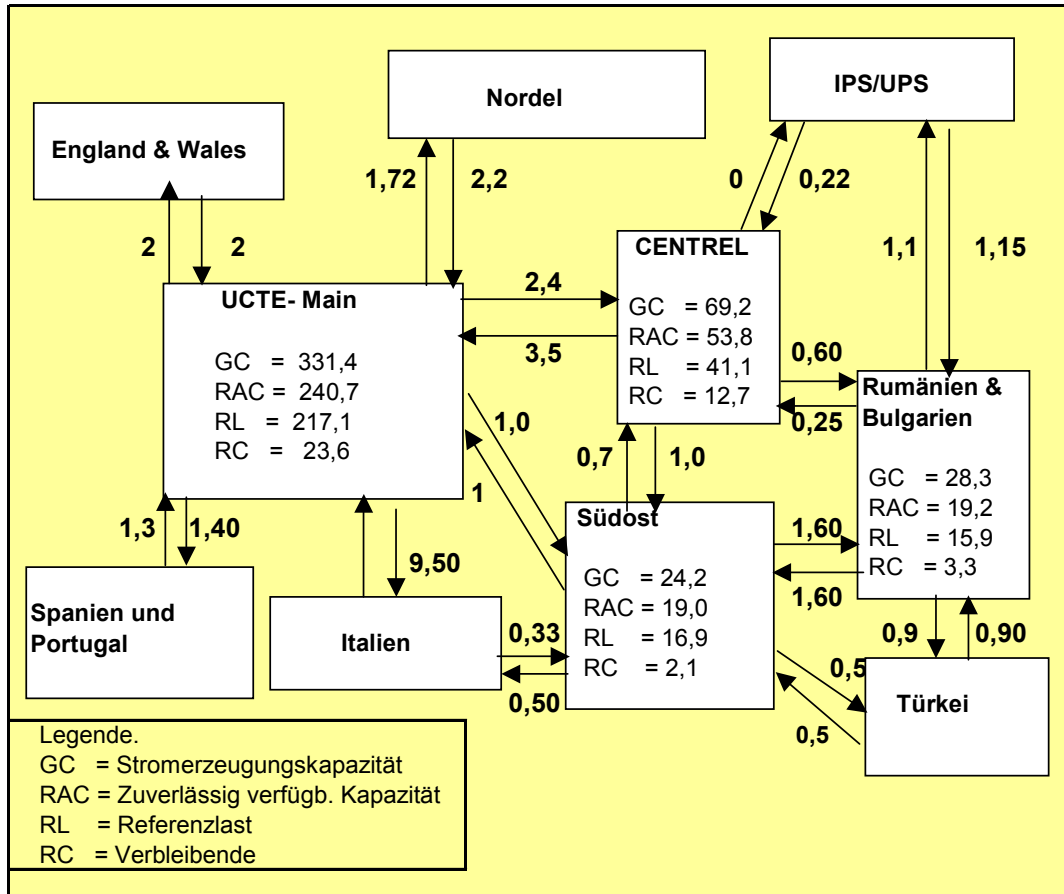 Nordel
IPS/UPS
England & Wales
1,72
2,2
0
0,22
2
2
1,1
1,15
CENTREL
GC = 69,2
RAC = 53,8
RL = 41,1
RC = 12,7
2,4
3,5
UCTE- Main
GC = 331,4
RAC = 240,7
RL = 217,1
RC = 23,6
0,60
0,25
Rumänien &
Bulgarien
GC = 28,3
RAC = 19,2
RL = 15,9
RC = 3,3
1,0
1
0,7
1,0
Südost
GC = 24,2
RAC = 19,0
RL = 16,9
RC = 2,1
1,60
1,60
1,3
1,40
9,50
Spanien und
Portugal
Italien
0,33
0,50
0,9
0,90
0,5
0,5
Türkei
Legende.
GC = Stromerzeugungskapazität
RAC = Zuverlässig verfügb. Kapazität
RL = Referenzlast
RC = Verbleibende